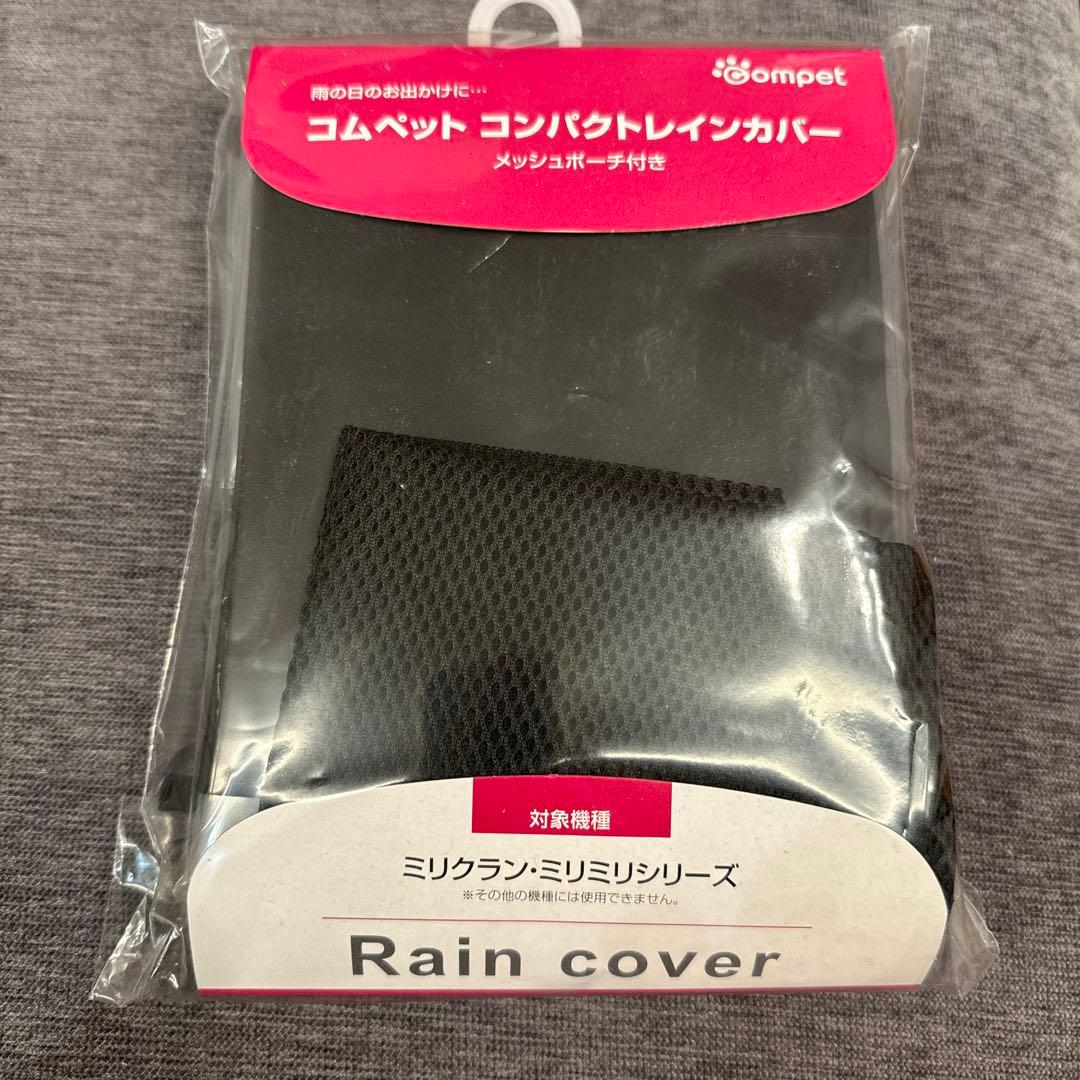 Compet
雨の日のお出かけに…
コムペット コンパクトレインカバー
メッシュポーチ付き
対象機種
ミリクラン・ミリミリシリーズ
※その他の機種には使用できません。
Rain cover